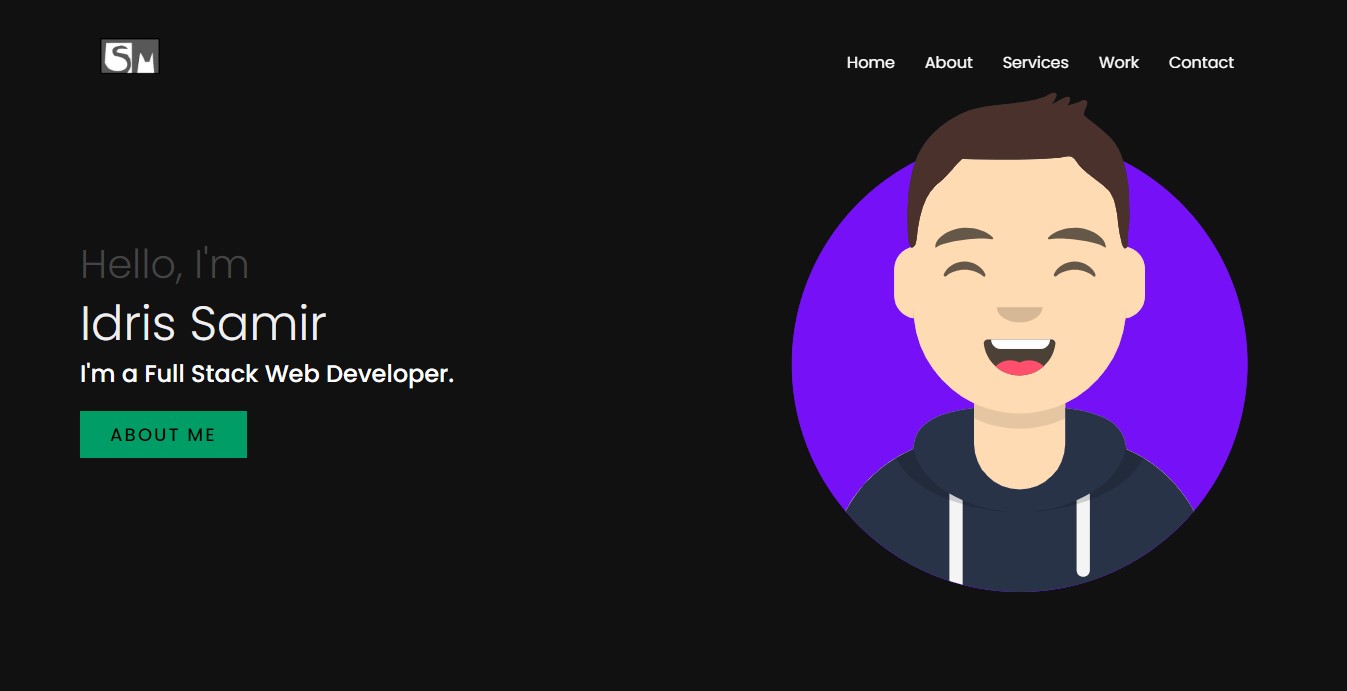 SM
Home About Services Work Contact
Hello, I'm
Idris Samir
I'm a Full Stack Web Developer.
ABOUT ME